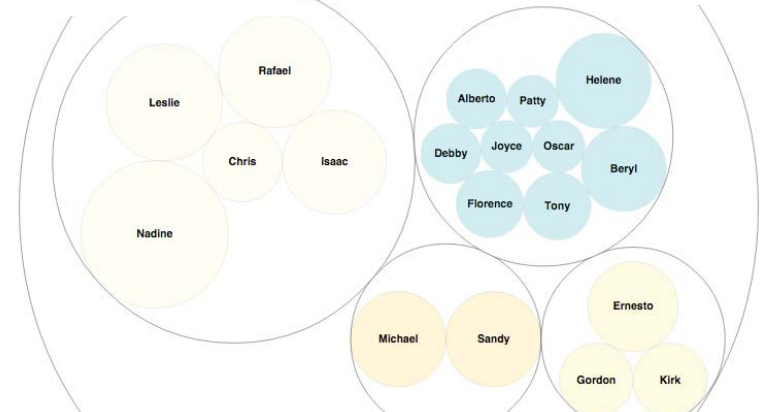 Rafael
Leslie
Chris
Isaac
Nadine
Helene
Alberto
Patty
Debby
Joyce
Oscar
Beryl
Florence
Tony
Michael
Sandy
Ernesto
Gordon
Kirk